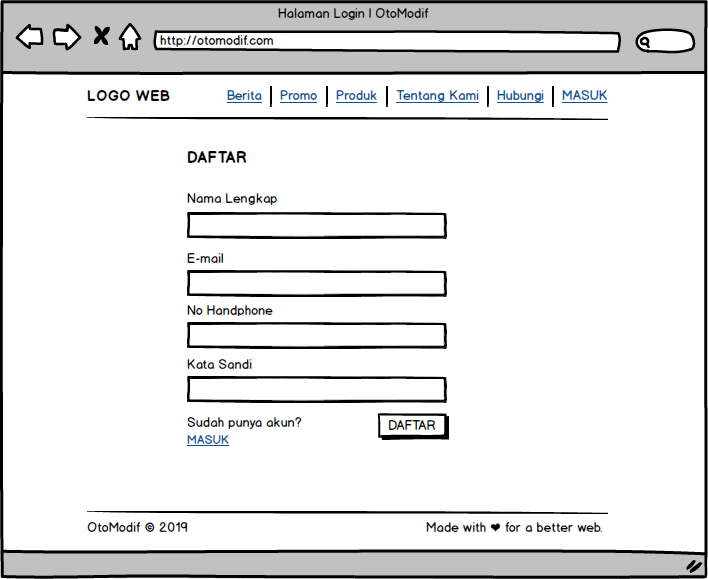 Halaman Login | OtoModif
http://otomodif.com
LOGO WEB Berita | Promo | Produk | Tentang Kami | Hubungi | MASUK
DAFTAR
Nama Lengkap
E-mail
No Handphone
Kata Sandi
Sudah punya akun? DAFTAR
MASUK
OtoModif © 2019 Made with ❤ for a better web.